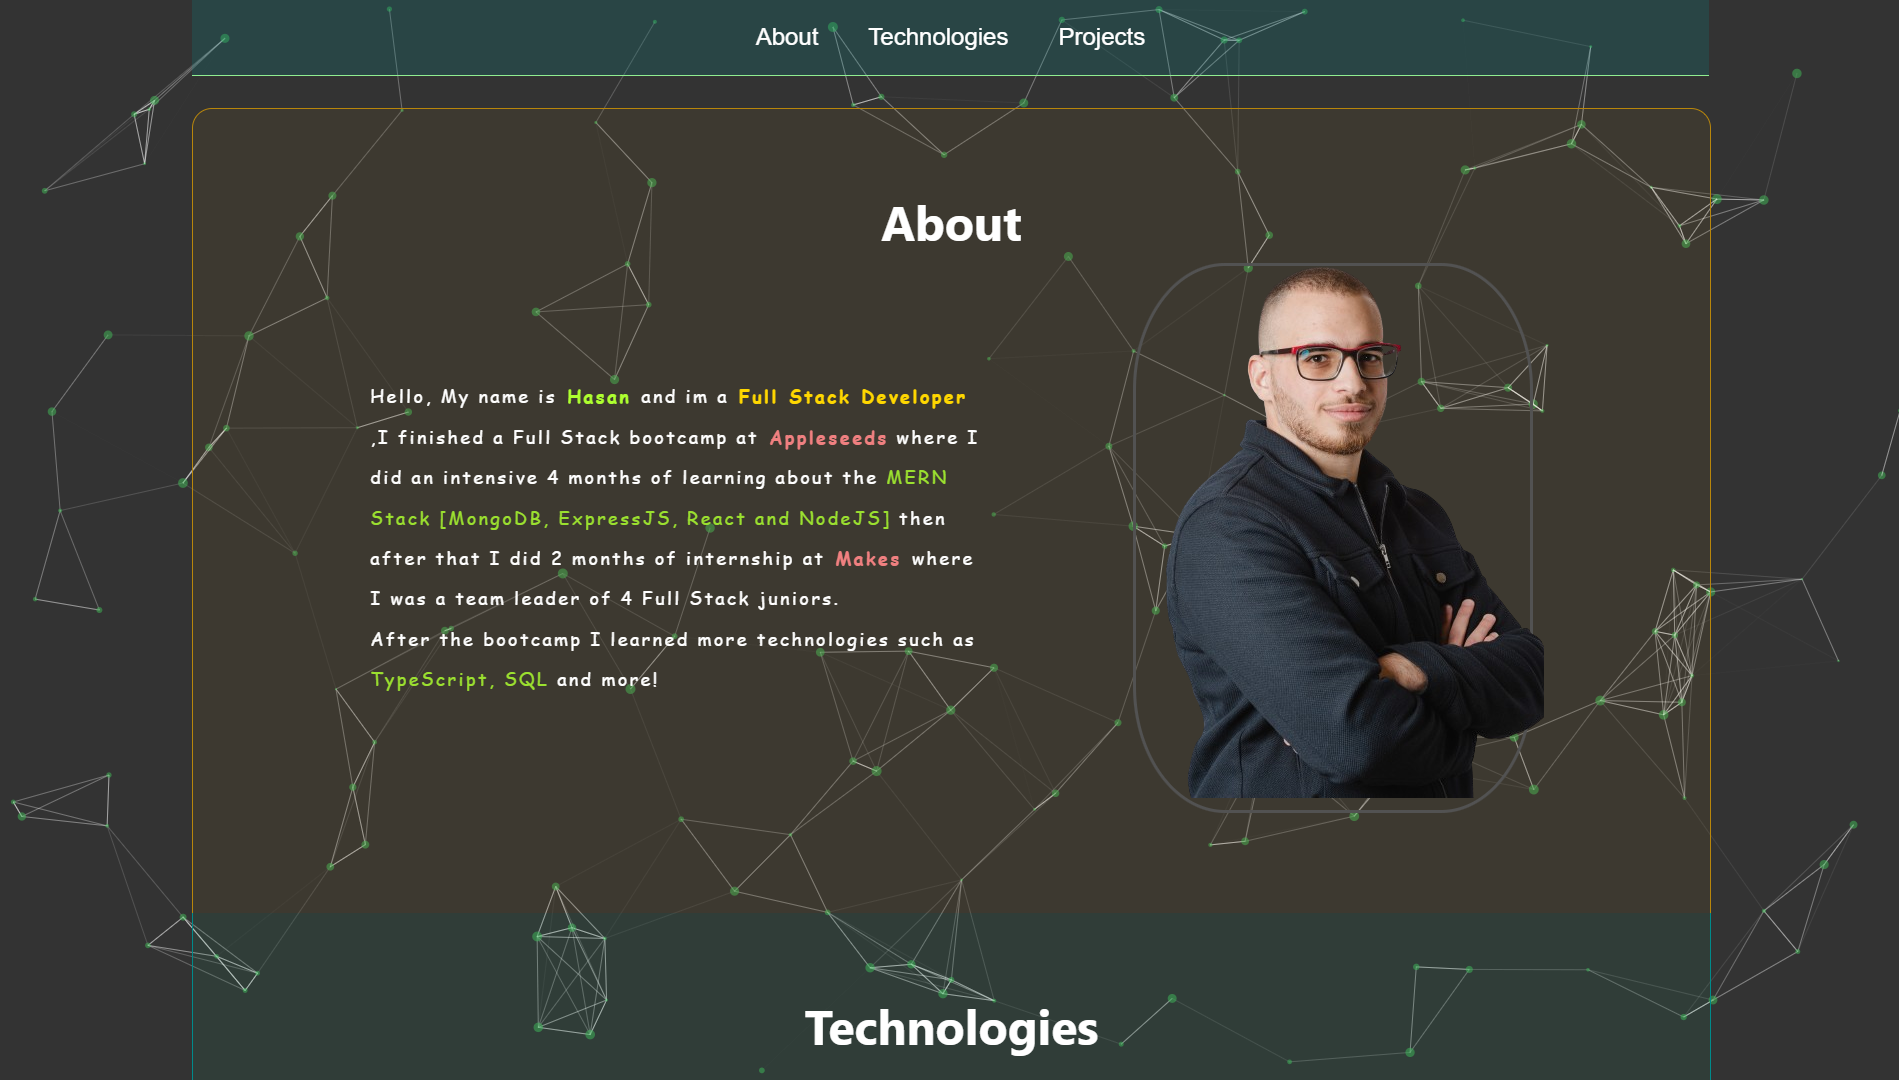 About Technologies Projects
About
Hello, My name is Hasan and im a Full Stack Developer
,I finished a Full Stack bootcamp at Appleseeds where I
did an intensive 4 months of learning about the MERN
Stack [MongoDB, ExpressJS, React and NodeJS] then
after that I did 2 months of internship at Makes where
I was a team leader of 4 Full Stack juniors.
After the bootcamp I learned more technologies such as
TypeScript, SQL and more!
Technologies